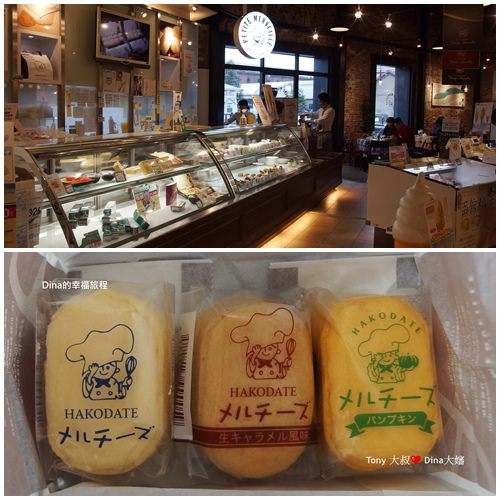 PETITE MERVEILLE
Dina的幸福旅程
HAKODATE
メルチーズ
HAKODATE
メルチーズ
生キャラメル風味
HAKODATE
メルチーズ
パンプキン
Tony 大叔❤Dina大嬸